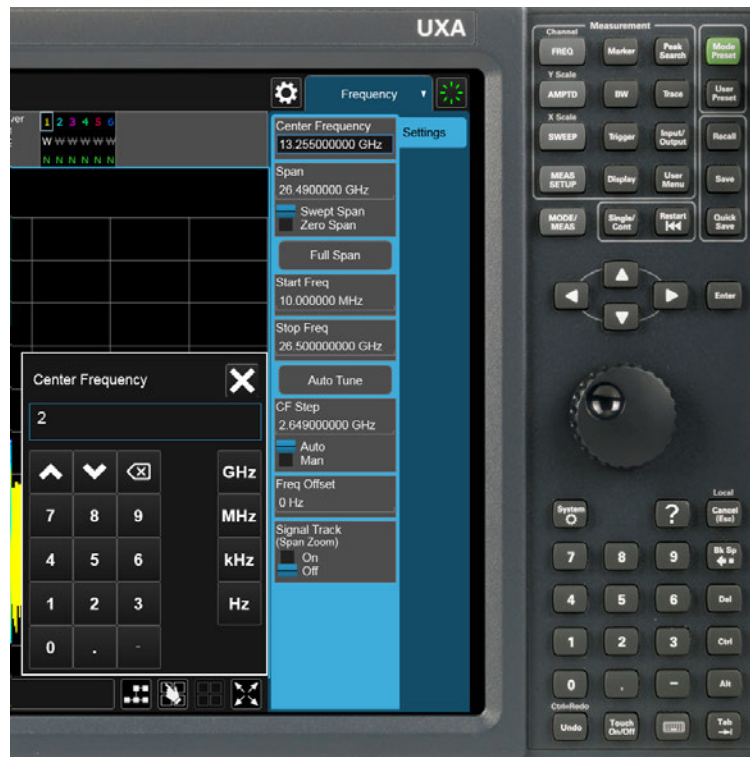 UXA
Frequency
ver
1 2 3 4 5 6
W W W W W W
N N N N N N
Center Frequency
13.255000000 GHz
Settings
Span
26.4900000 GHz
Swept Span
Zero Span
Full Span
Start Freq
10.000000 MHz
Stop Freq
26.500000000 GHz
Auto Tune
CF Step
2.649000000 GHz
Auto
Man
Freq Offset
0 Hz
Signal Track
(Span Zoom)
On
Off
Center Frequency
2
GHz
7 8 9 MHz
4 5 6 kHz
1 2 3 Hz
0 . -
Measurement
Channel
FREQ Marker Peak Search Mode Preset
Y Scale
AMPTD BW Trace User Preset
X Scale
SWEEP Trigger Input/Output Recall
MEAS SETUP Display User Menu Save
MODE/MEAS Single/Cont Restart Quick Save
Enter
Local
System ? Cancel (Esc)
7 8 9 Bk Sp
4 5 6 Del
1 2 3 Ctrl
0 . - Alt
Ctrl=Redo
Undo Touch On/Off Tab